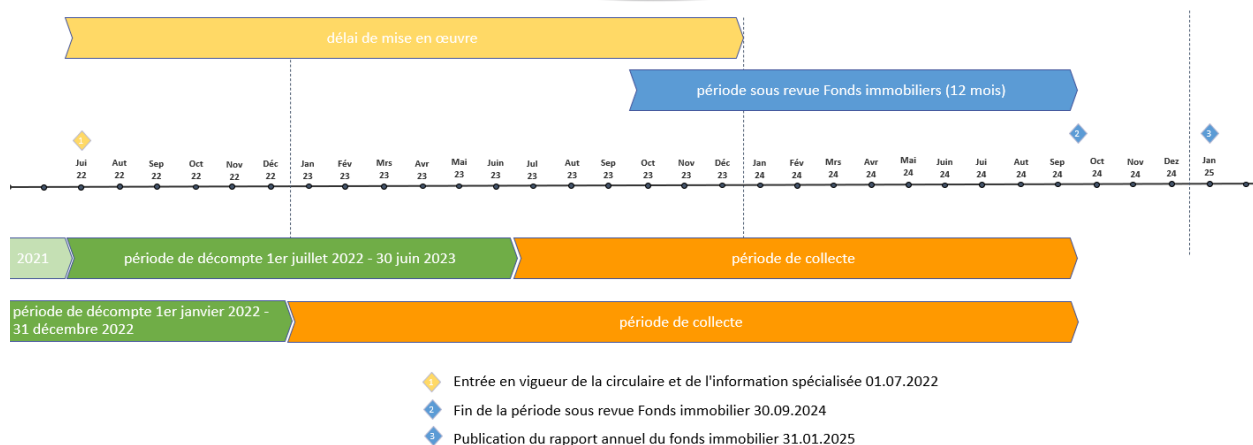 délai de mise en œuvre
période sous revue Fonds immobiliers (12 mois)
1
2
3
Jui Aut Sep Oct Nov Déc Jan Fév Mrs Avr Mai Juin Jul Aut Sep Oct Nov Déc Jan Fév Mrs Avr Mai Juin Jui Aut Sep Oct Nov Dez Jan
22 22 22 22 22 22 23 23 23 23 23 23 23 23 23 23 23 23 24 24 24 24 24 24 24 24 24 24 24 24 25
2021
période de décompte 1er juillet 2022 - 30 juin 2023
période de collecte
période de décompte 1er janvier 2022 -
31 décembre 2022
période de collecte
1 Entrée en vigueur de la circulaire et de l'information spécialisée 01.07.2022
2 Fin de la période sous revue Fonds immobilier 30.09.2024
3 Publication du rapport annuel du fonds immobilier 31.01.2025